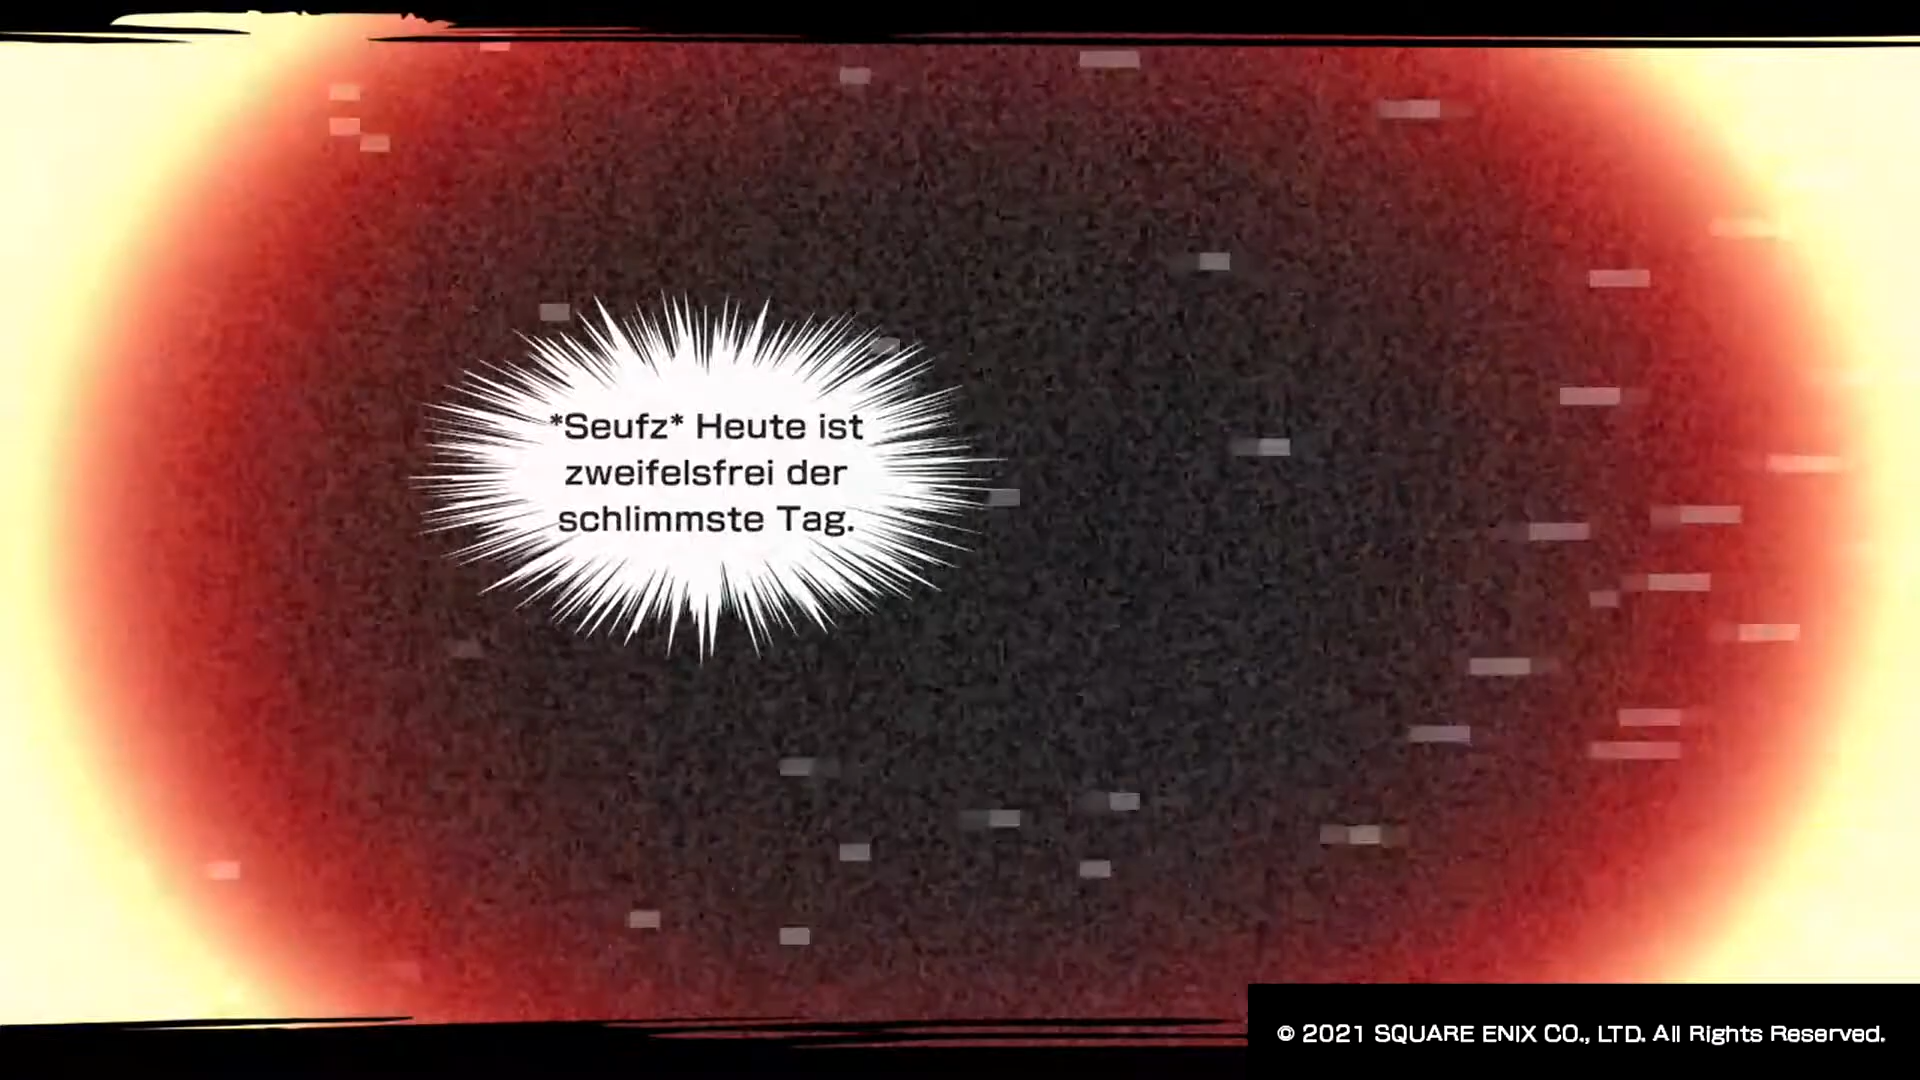 *Seufz* Heute ist
zweifelsfrei der
schlimmste Tag.
© 2021 SQUARE ENIX CO., LTD. All Rights Reserved.